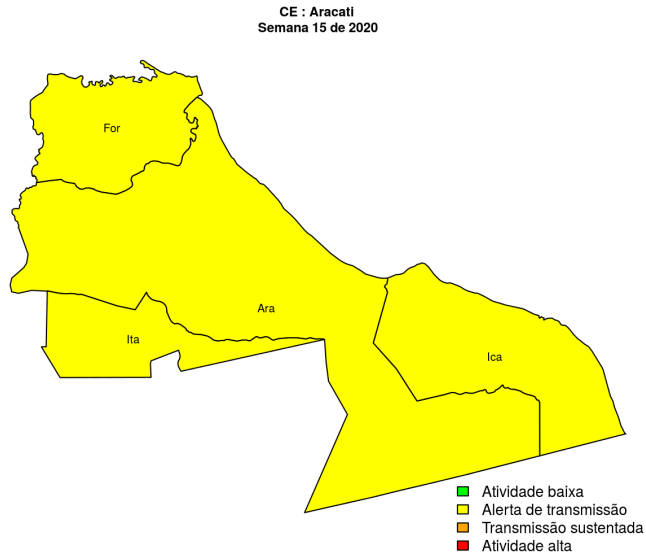 CE : Aracati
Semana 15 de 2020
For
Ara
Ita
Ica
Atividade baixa
Alerta de transmissão
Transmissão sustentada
Atividade alta